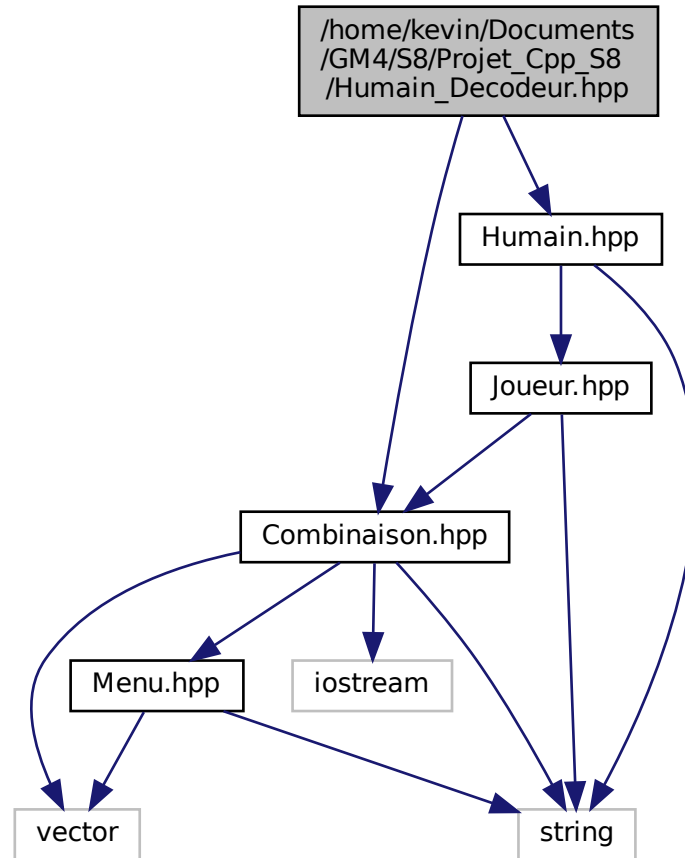 /home/kevin/Documents
/GM4/S8/Projet_Cpp_S8
/Humain_Decodeur.hpp
Humain.hpp
Joueur.hpp
Combinaison.hpp
Menu.hpp
iostream
vector
string